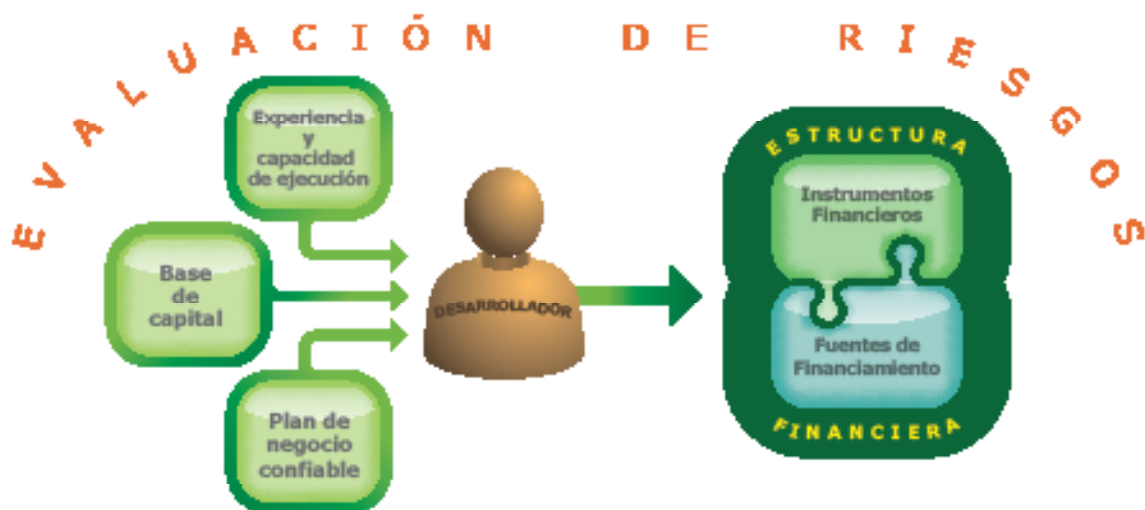 EVALUACIÓN DE RIESGOS
Experiencia
y
capacidad
de ejecución
Base
de
capital
Plan de
negocio
confiable
DESARROLLADOR
ESTRUCTURA
Instrumentos
Financieros
Fuentes de
Financiamiento
FINANCIERA